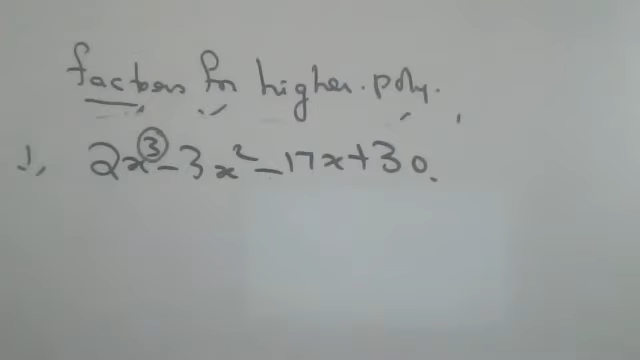 factors for higher. poly.
1. 2x³ - 3x² - 17x + 30.